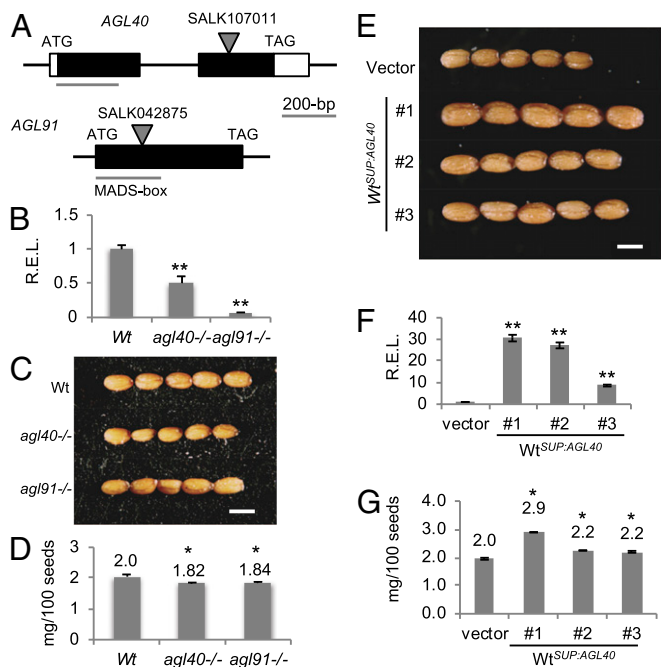 A
AGL40
SALK107011
ATG
TAG
200-bp
AGL91
SALK042875
ATG
TAG
MADS-box
B
R.E.L.
1.5
1
0.5
0
**
**
Wt
agl40-/-
agl91-/-
C
Wt
agl40-/-
agl91-/-
D
mg/100 seeds
3
2
1
0
2.0
*
1.82
*
1.84
Wt
agl40-/-
agl91-/-
E
Vector
Wt^SUP:AGL40
#1
#2
#3
F
R.E.L.
40
30
20
10
0
**
**
**
vector
#1
#2
#3
Wt^SUP:AGL40
G
mg/100 seeds
4.0
3.0
2.0
1.0
0.0
2.0
*
2.9
*
2.2
*
2.2
vector
#1
#2
#3
Wt^SUP:AGL40